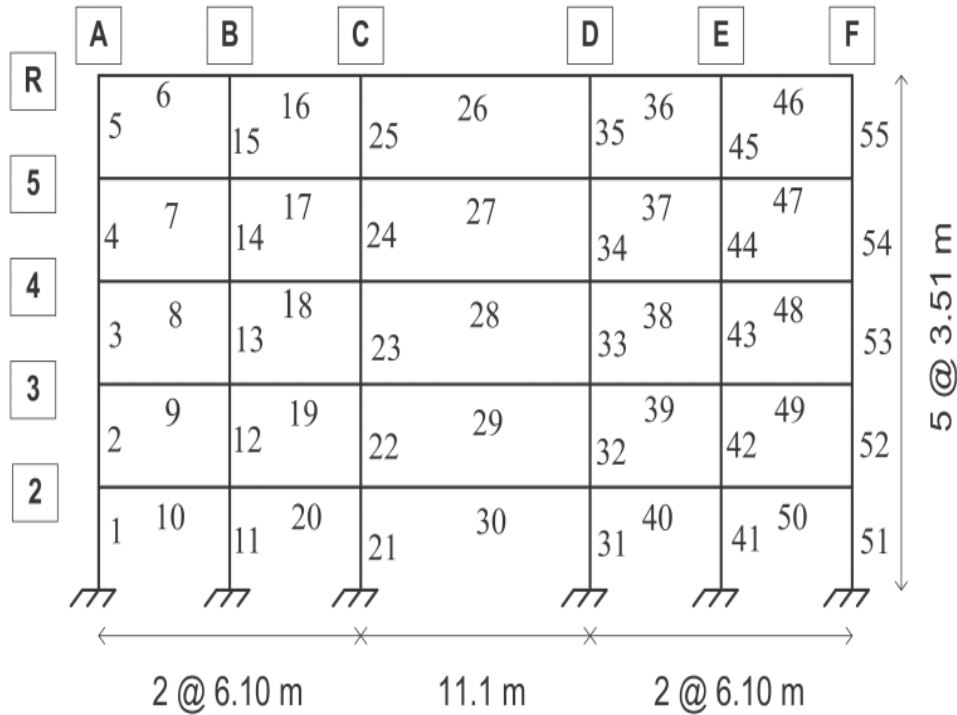 A B C D E F
R
6 16 26 36 46
5 15 25 35 45 55
5
7 17 27 37 47
4 14 24 34 44 54
4
8 18 28 38 48
3 13 23 33 43 53
3
9 19 29 39 49
2 12 22 32 42 52
2
10 20 30 40 50
1 11 21 31 41 51
5 @ 3.51 m
2 @ 6.10 m 11.1 m 2 @ 6.10 m